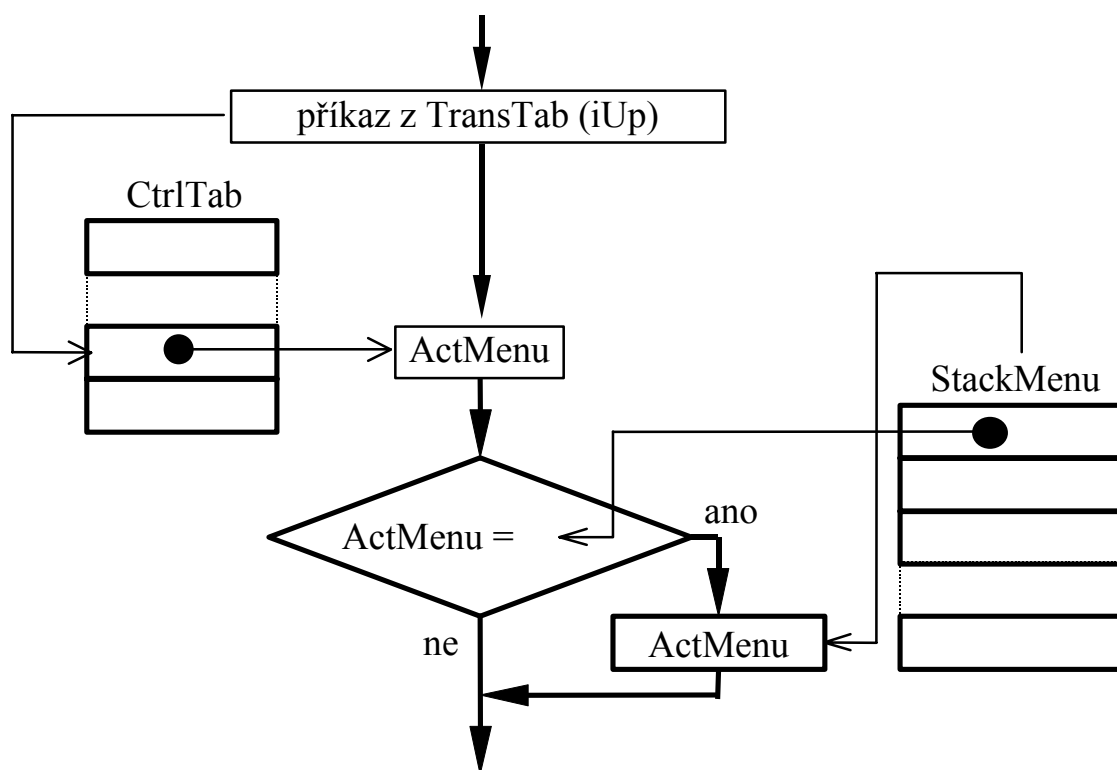 příkaz z TransTab (iUp)
CtrlTab
ActMenu
StackMenu
ano
ActMenu =
ne
ActMenu